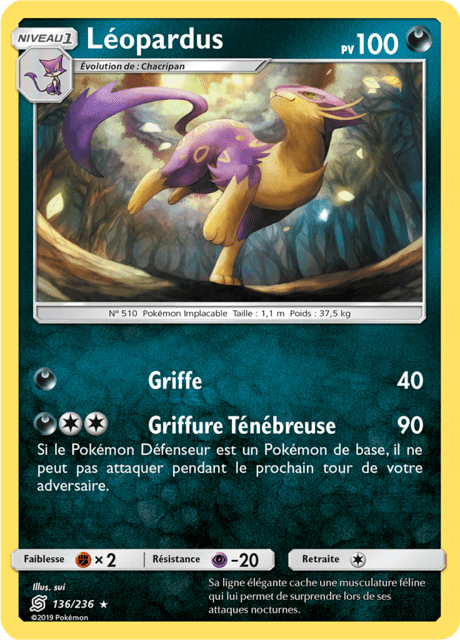 NIVEAU 1
Léopardus
PV 100
Évolution de : Chacripan
N° 510 Pokémon Implacable Taille : 1,1 m Poids : 37,5 kg
Griffe 40
Griffure Ténébreuse 90
Si le Pokémon Défenseur est un Pokémon de base, il ne
peut pas attaquer pendant le prochain tour de votre
adversaire.
Faiblesse ×2 Résistance -20 Retraite
Illus. sui
136/236 ★
©2019 Pokémon
Sa ligne élégante cache une musculature féline
qui lui permet de surprendre lors de ses
attaques nocturnes.